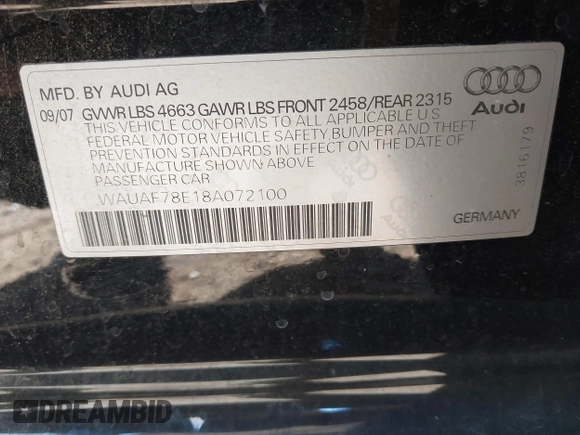 MFD. BY AUDI AG
09/07 GVWR LBS 4663 GAWR LBS FRONT 2458/REAR 2315
THIS VEHICLE CONFORMS TO ALL APPLICABLE U S
FEDERAL MOTOR VEHICLE SAFETY BUMPER AND THEFT
PREVENTION STANDARDS IN EFFECT ON THE DATE OF
MANUFACTURE SHOWN ABOVE
PASSENGER CAR
WAUAF78E18A072100
Audi
3816179
GERMANY
DREAMBID